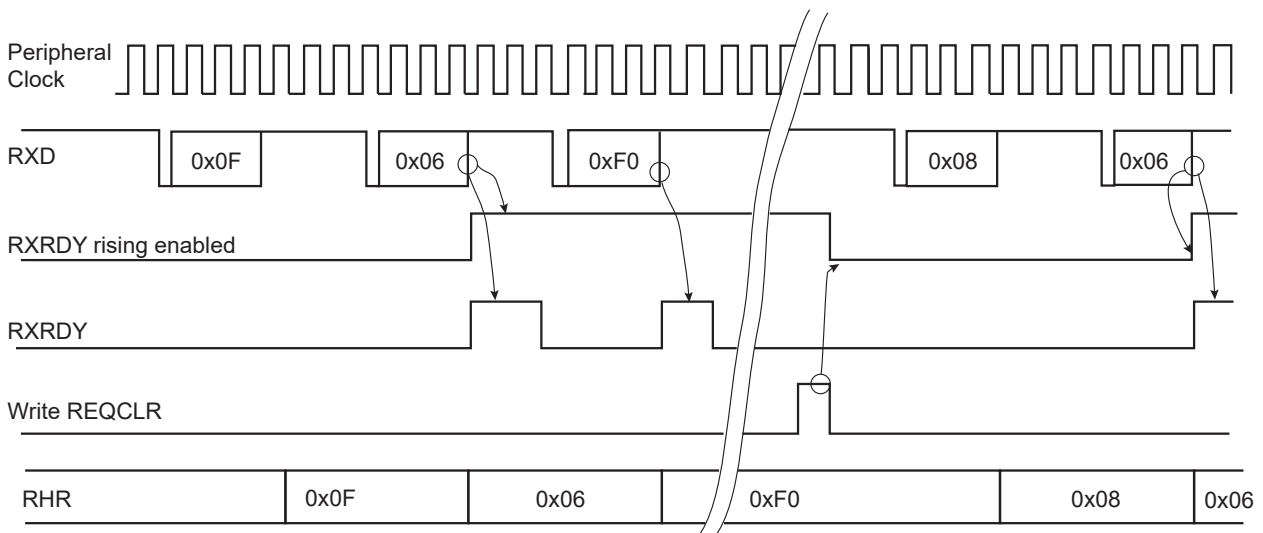 Peripheral
Clock
RXD
0x0F
0x06
0xF0
0x08
0x06
RXRDY rising enabled
RXRDY
Write REQCLR
RHR
0x0F
0x06
0xF0
0x08
0x06